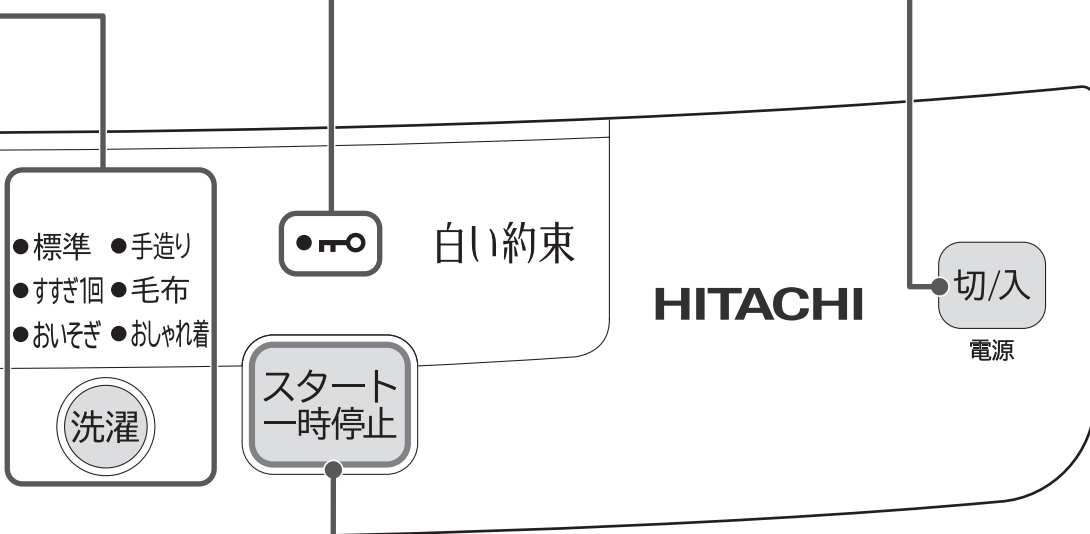 標準 手造り
すすぎ1回 毛布
おいそぎ おしゃれ着
洗濯
白い約束
スタート
一時停止
HITACHI
切/入
電源